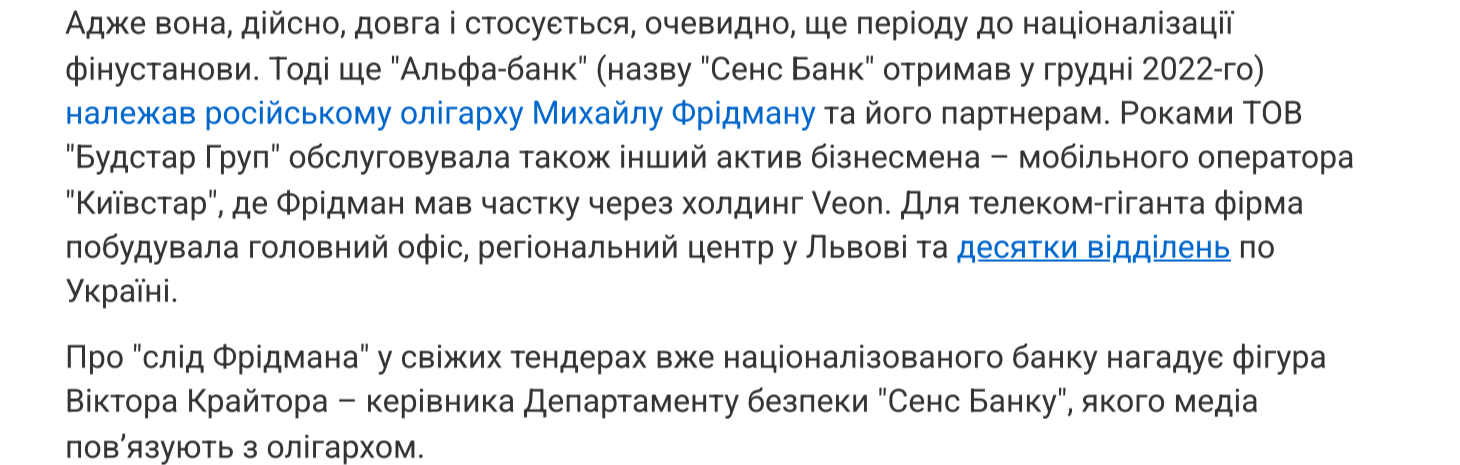 Адже вона, дійсно, довга і стосується, очевидно, ще періоду до націоналізації
фінустанови. Тоді ще "Альфа-банк" (назву "Сенс Банк" отримав у грудні 2022-го)
належав російському олігарху Михайлу Фрідману та його партнерам. Роками ТОВ
"Будстар Груп" обслуговувала також інший актив бізнесмена – мобільного оператора
"Київстар", де Фрідман мав частку через холдинг Veon. Для телеком-гіганта фірма
побудувала головний офіс, регіональний центр у Львові та десятки відділень по
Україні.
Про "слід Фрідмана" у свіжих тендерах вже націоналізованого банку нагадує фігура
Віктора Крайтора – керівника Департаменту безпеки "Сенс Банку", якого медіа
пов’язують з олігархом.